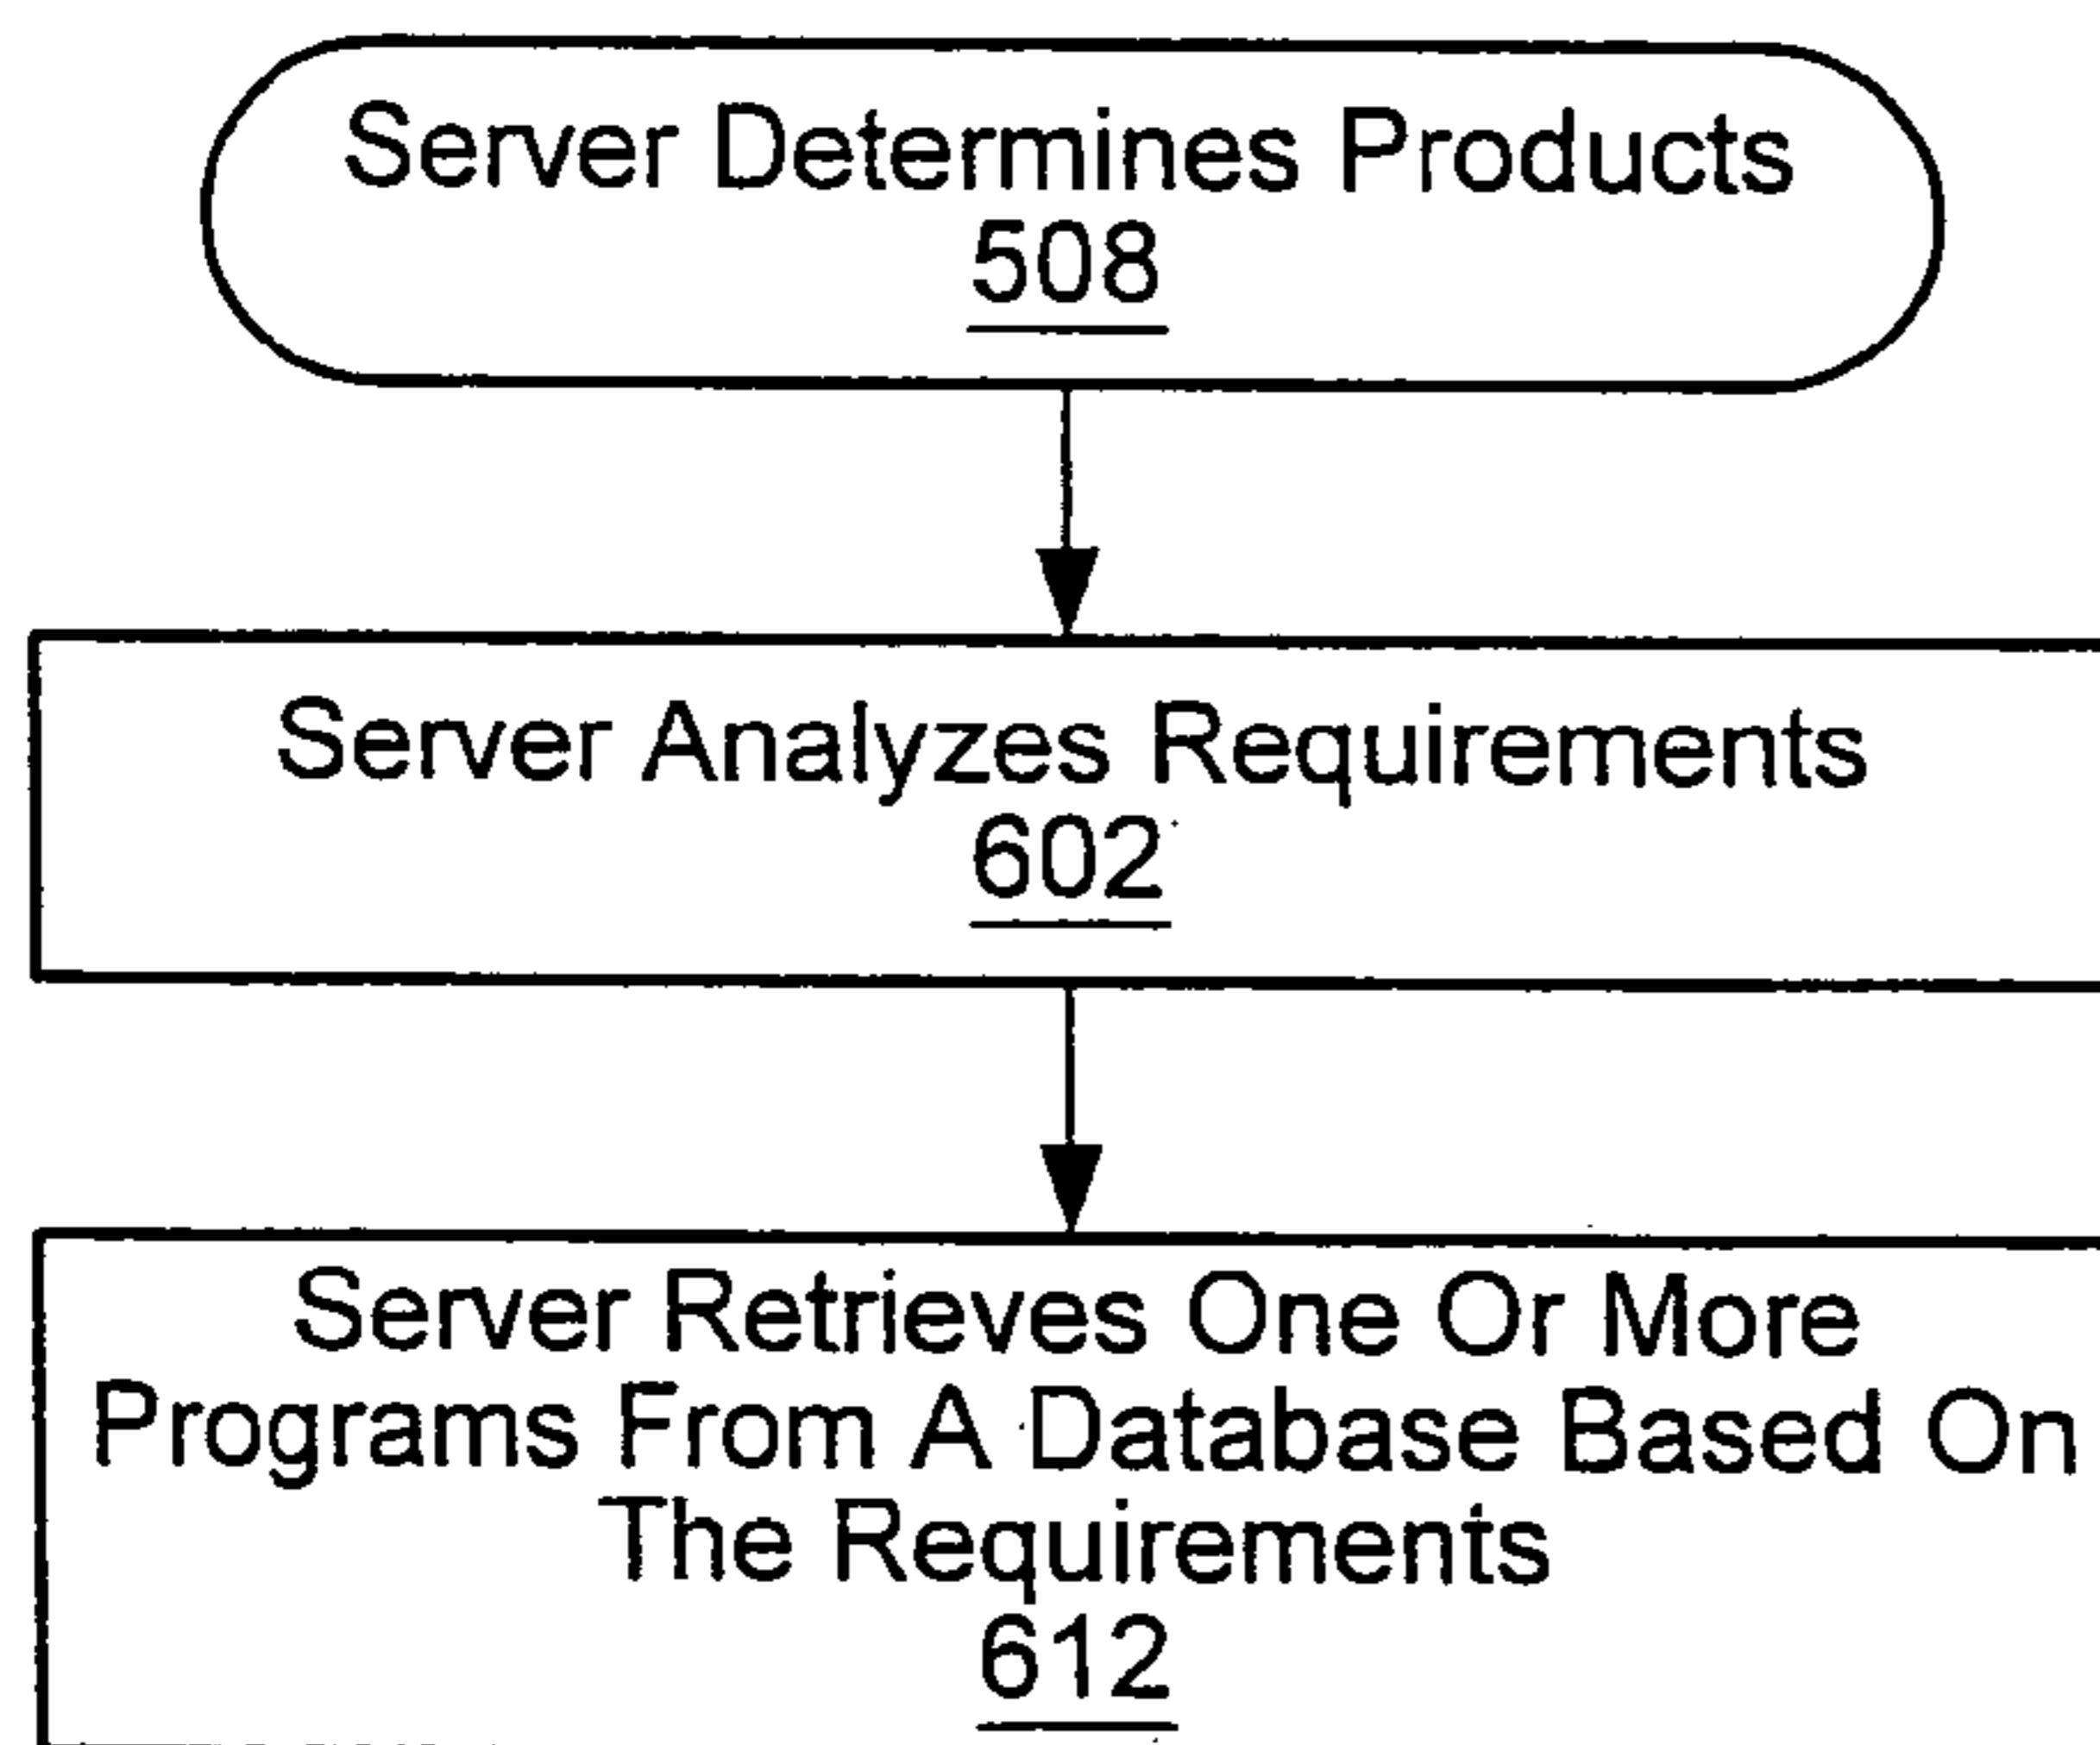 Server Determines Products
508
Server Analyzes Requirements
602
Server Retrieves One Or More
Programs From A Database Based On
The Requirements
612